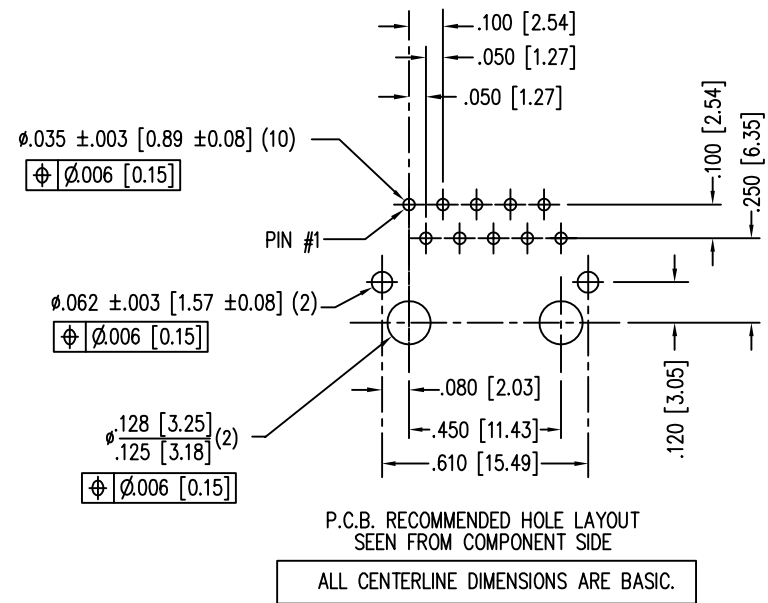 .100 [2.54]
.050 [1.27]
.050 [1.27]
.100 [2.54]
.250 [6.35]
⌀.035 ±.003 [0.89 ±0.08] (10)
⌖ ⌀.006 [0.15]
PIN #1
⌀.062 ±.003 [1.57 ±0.08] (2)
⌖ ⌀.006 [0.15]
.080 [2.03]
.120 [3.05]
⌀ .128 [3.25]
.125 [3.18] (2)
.450 [11.43]
.610 [15.49]
⌖ ⌀.006 [0.15]
P.C.B. RECOMMENDED HOLE LAYOUT
SEEN FROM COMPONENT SIDE
ALL CENTERLINE DIMENSIONS ARE BASIC.